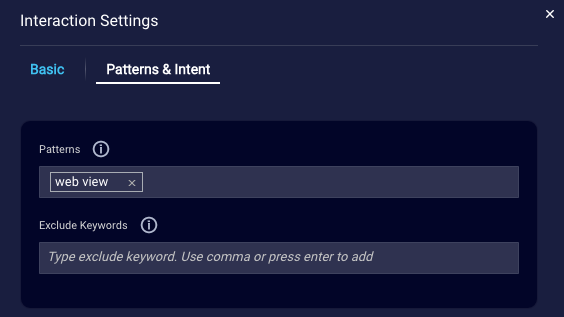 Interaction Settings
Basic
Patterns & Intent
Patterns
web view
Exclude Keywords
Type exclude keyword. Use comma or press enter to add